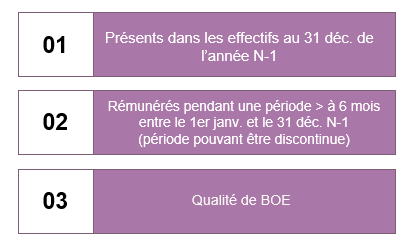 01
Présents dans les effectifs au 31 déc. de
l'année N-1
02
Rémunérés pendant une période > à 6 mois
entre le 1er janv. et le 31 déc. N-1
(période pouvant être discontinue)
03
Qualité de BOE